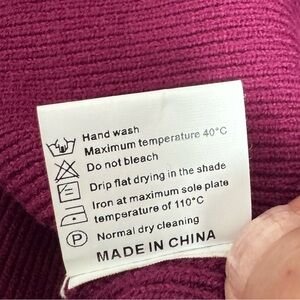 Hand wash
Maximum temperature 40°C
Do not bleach
Drip flat drying in the shade
Iron at maximum sole plate
temperature of 110°C
P Normal dry cleaning
MADE IN CHINA